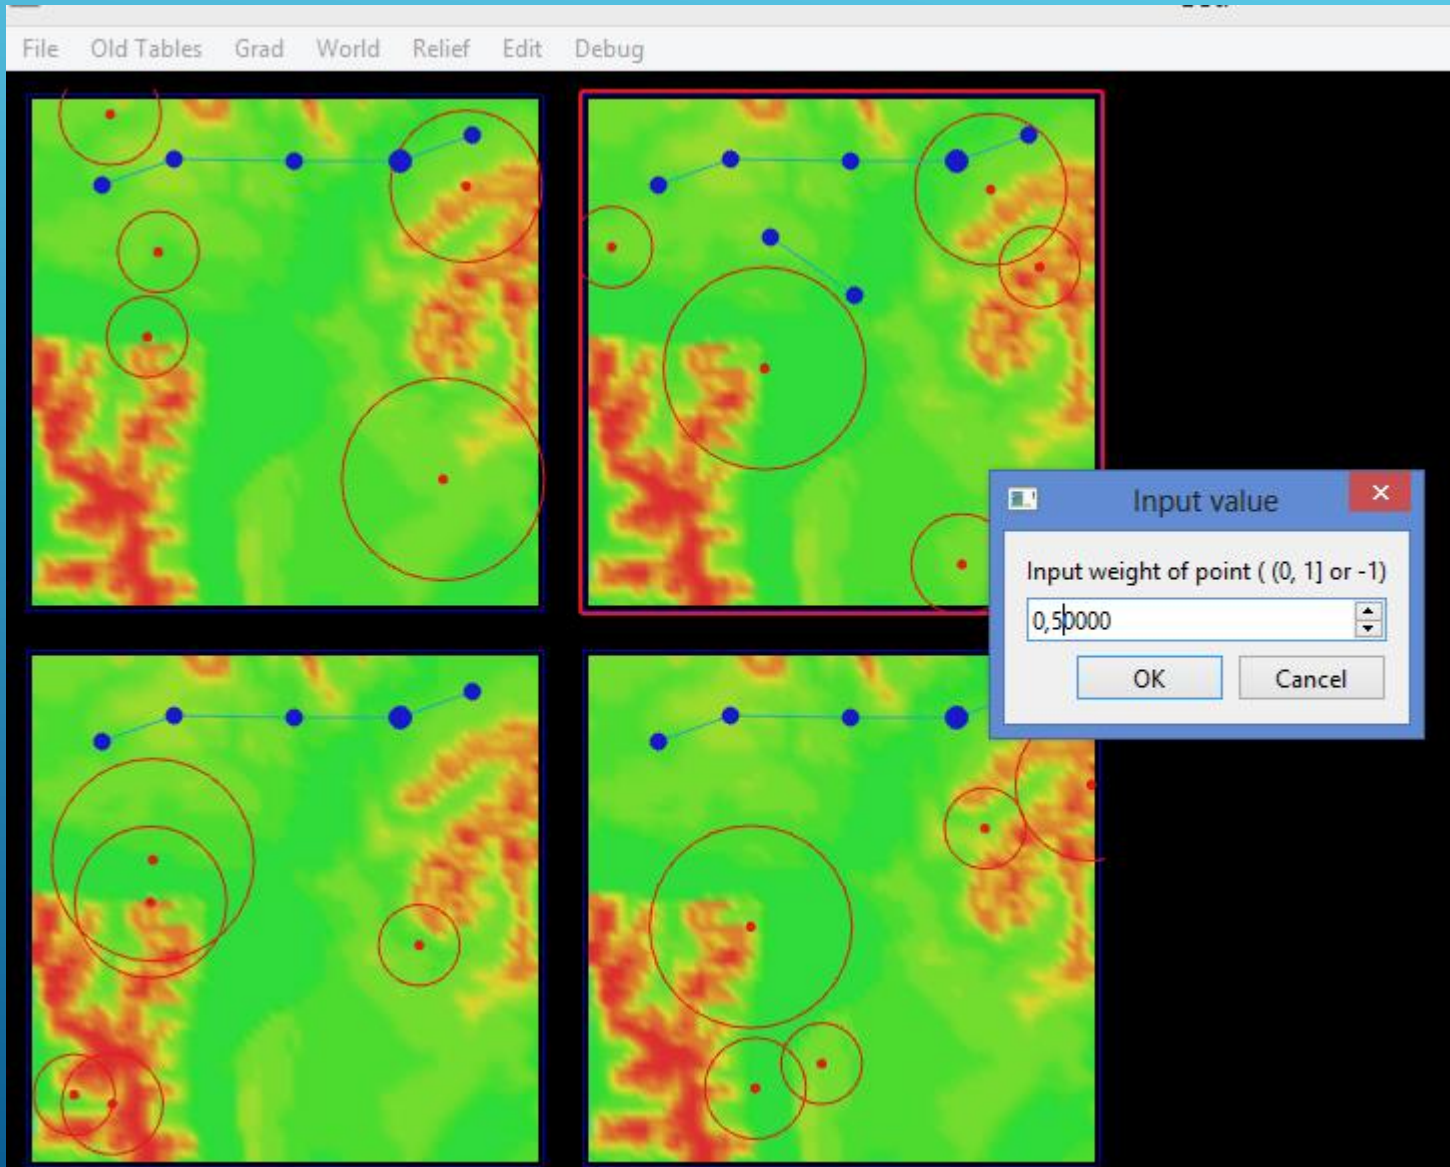 File Old Tables Grad World Relief Edit Debug
Input value
Input weight of point ( (0, 1] or -1)
0,50000
OK Cancel